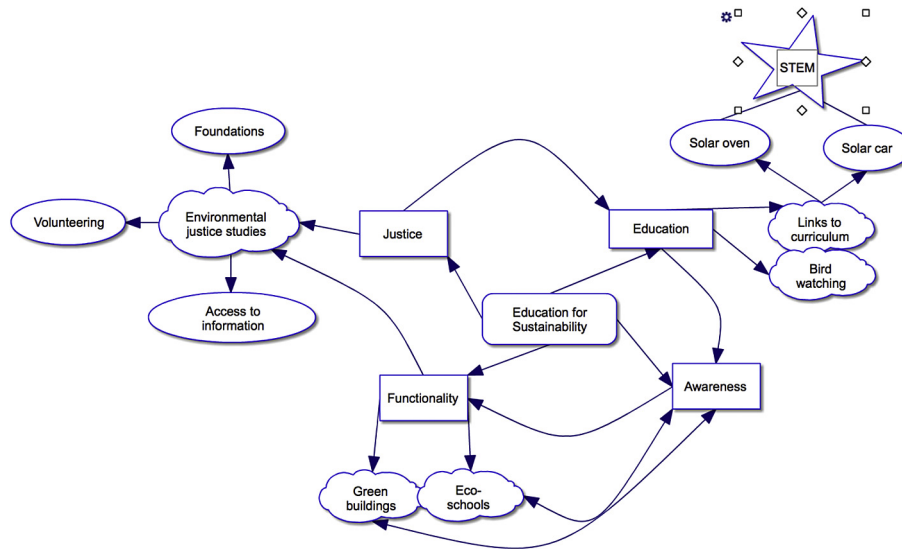 STEM
Foundations
Solar oven
Solar car
Volunteering
Environmental
justice studies
Justice
Education
Links to
curriculum
Bird
watching
Access to
information
Education for
Sustainability
Functionality
Awareness
Green
buildings
Eco-
schools